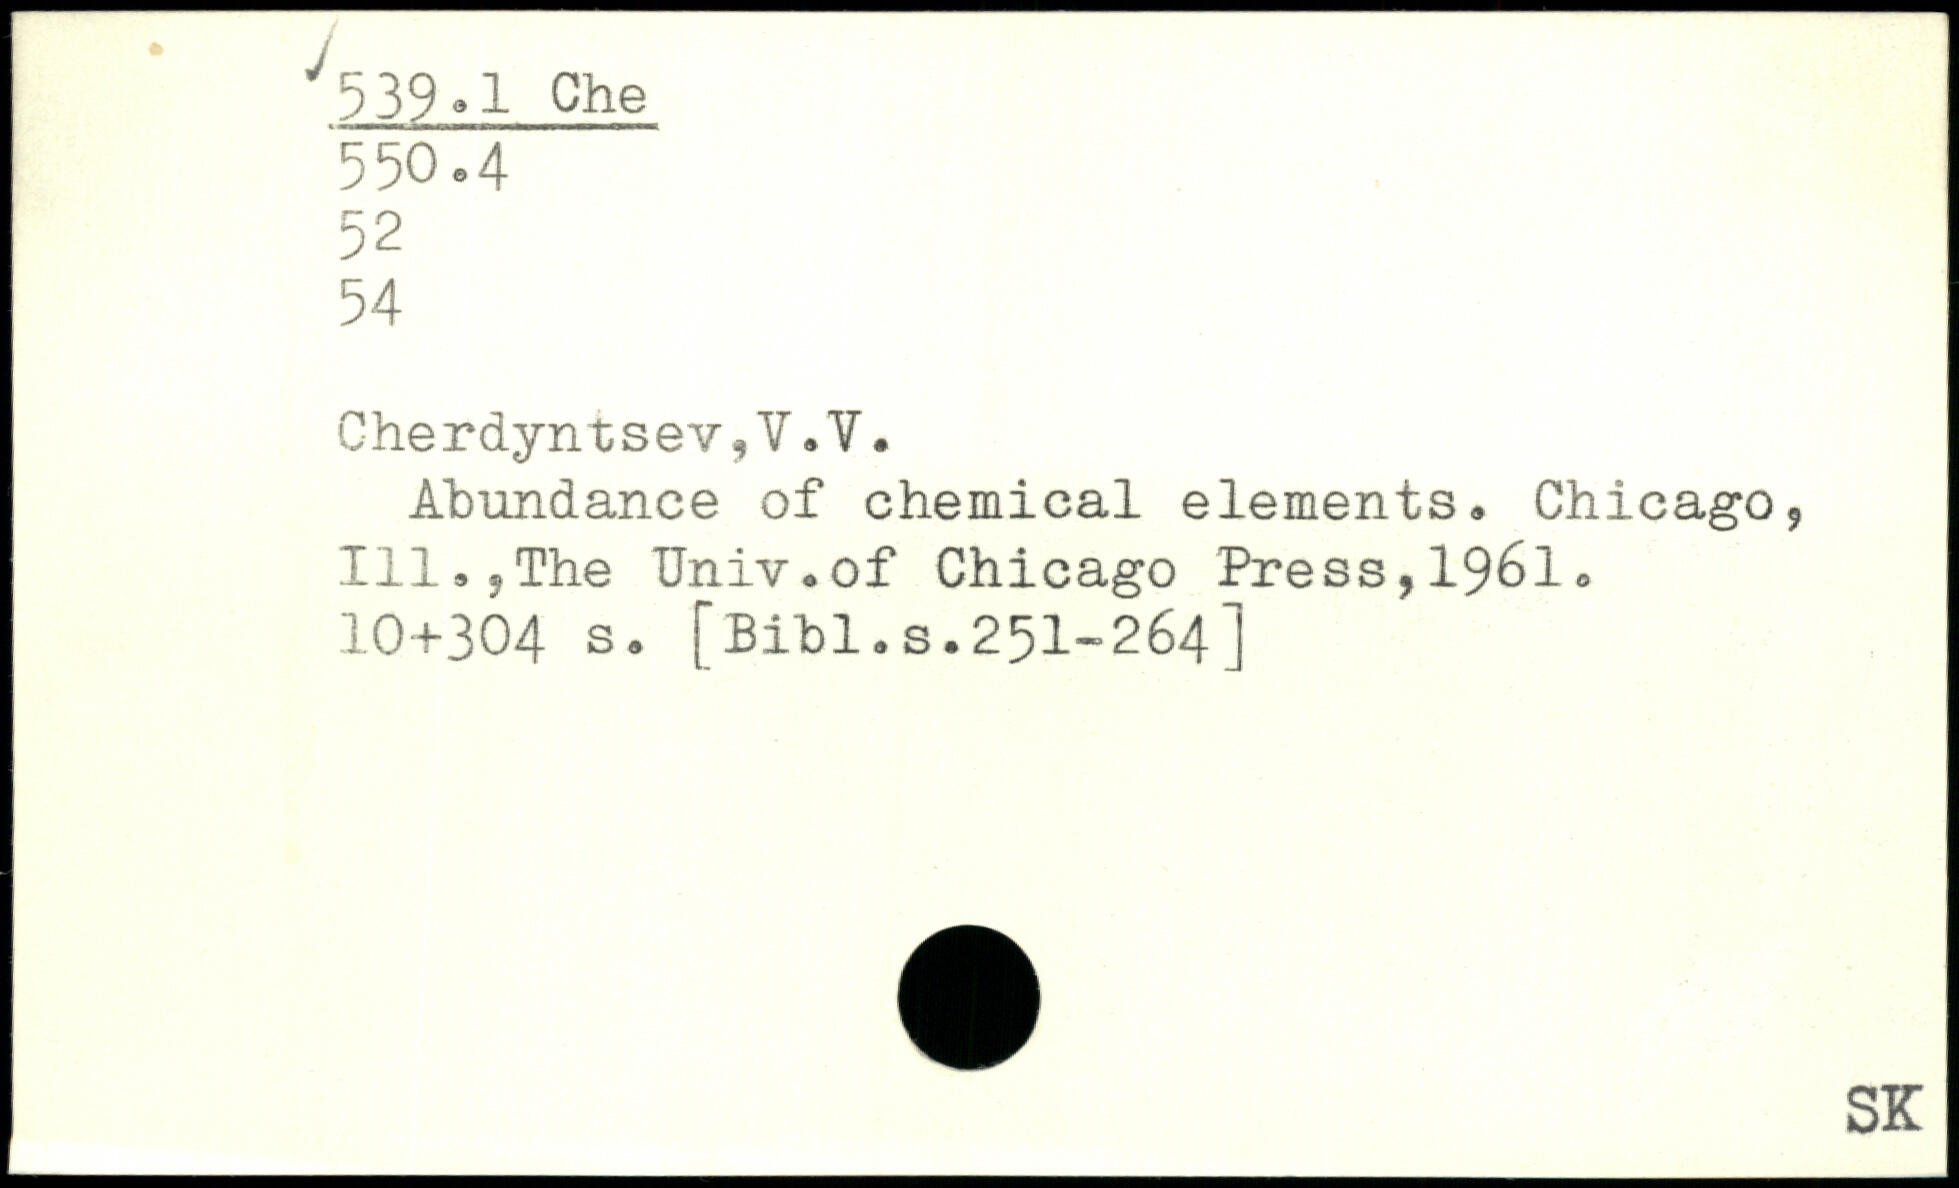 539.1 Che
550.4
52
54
Cherdyntsev,V.V.
Abundance of chemical elements. Chicago,
Ill.,The Univ.of Chicago Press,1961.
10+304 s. [Bibl.s.251-264]
SK